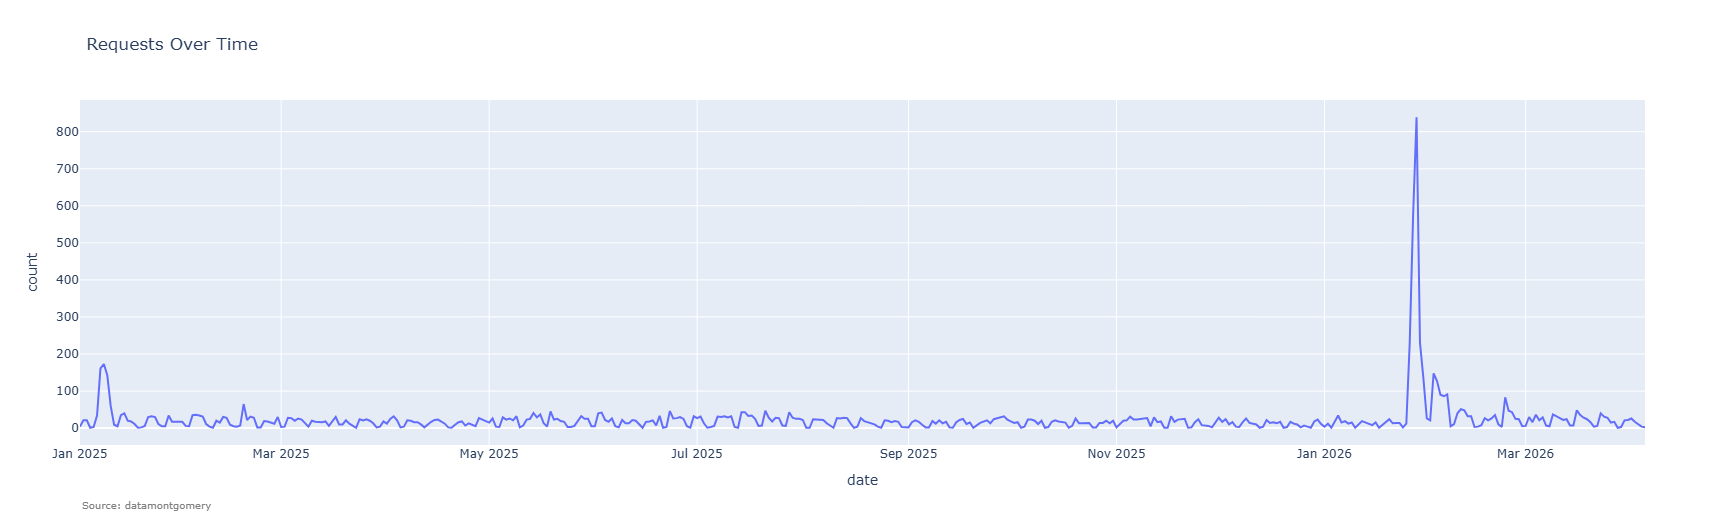 Requests Over Time
count
800
700
600
500
400
300
200
100
0
Jan 2025 Mar 2025 May 2025 Jul 2025 Sep 2025 Nov 2025 Jan 2026 Mar 2026
date
Source: datamontgomery